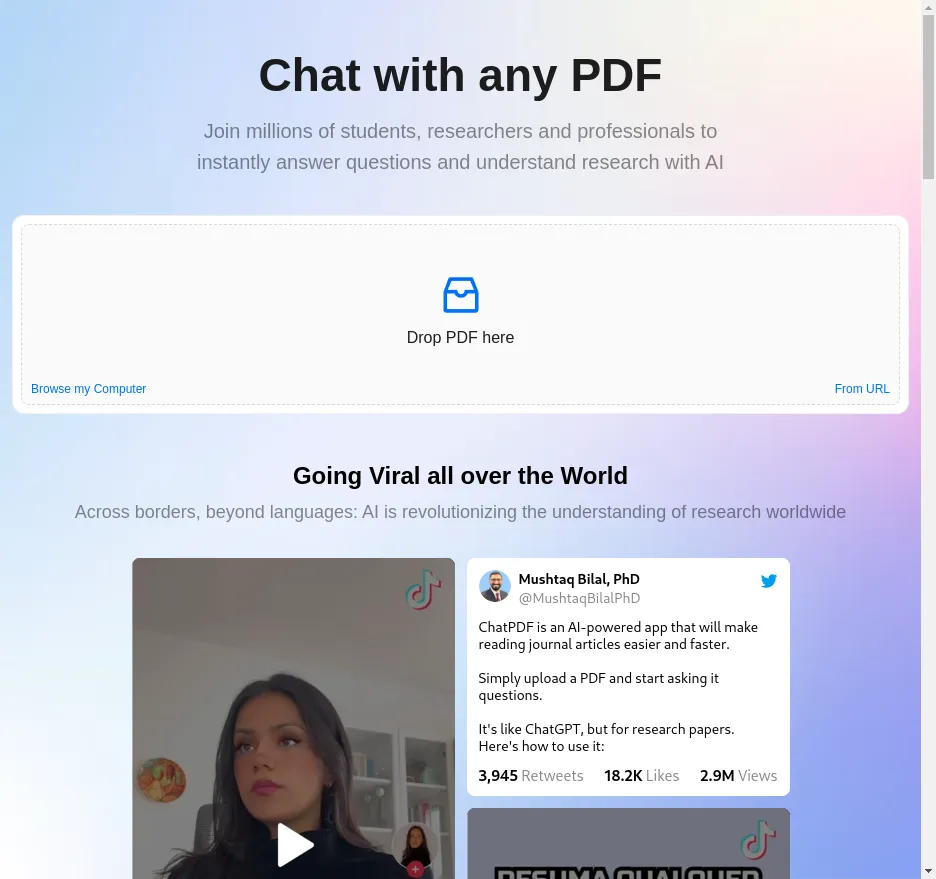 Chat with any PDF
Join millions of students, researchers and professionals to
instantly answer questions and understand research with AI
Drop PDF here
Browse my Computer
From URL
Going Viral all over the World
Across borders, beyond languages: AI is revolutionizing the understanding of research worldwide
Mushtaq Bilal, PhD
@MushtaqBilalPhD
ChatPDF is an AI-powered app that will make
reading journal articles easier and faster.
Simply upload a PDF and start asking it
questions.
It's like ChatGPT, but for research papers.
Here's how to use it:
3,945 Retweets 18.2K Likes 2.9M Views
RESUMA QUALQUER